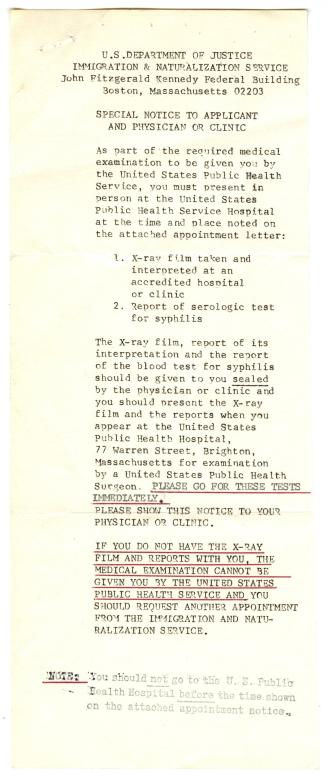 U.S.DEPARTMENT OF JUSTICE
IMMIGRATION & NATURALIZATION SERVICE
John Fitzgerald Kennedy Federal Building
Boston, Massachusetts 02203
SPECIAL NOTICE TO APPLICANT
AND PHYSICIAN OR CLINIC
As part of the required medical
examination to be given you by
the United States Public Health
Service, you must present in
person at the United States
Public Health Service Hospital
at the time and place noted on
the attached appointment letter:
1. X-ray film taken and
interpreted at an
accredited hospital
or clinic
2. Report of serologic test
for syphilis
The X-ray film, report of its
interpretation and the report
of the blood test for syphilis
should be given to you sealed
by the physician or clinic and
you should present the X-ray
film and the reports when you
appear at the United States
Public Health Hospital,
77 Warren Street, Brighton,
Massachusetts for examination
by a United States Public Health
Surgeon. PLEASE GO FOR THESE TESTS
IMMEDIATELY.
PLEASE SHOW THIS NOTICE TO YOUR
PHYSICIAN OR CLINIC.
IF YOU DO NOT HAVE THE X-RAY
FILM AND REPORTS WITH YOU, THE
MEDICAL EXAMINATION CANNOT BE
GIVEN YOU BY THE UNITED STATES
PUBLIC HEALTH SERVICE AND YOU
SHOULD REQUEST ANOTHER APPOINTMENT
FROM THE IMMIGRATION AND NATU-
RALIZATION SERVICE.
NOTE: You should not go to the U. S. Public
Health Hospital before the time shown
on the attached appointment notice.